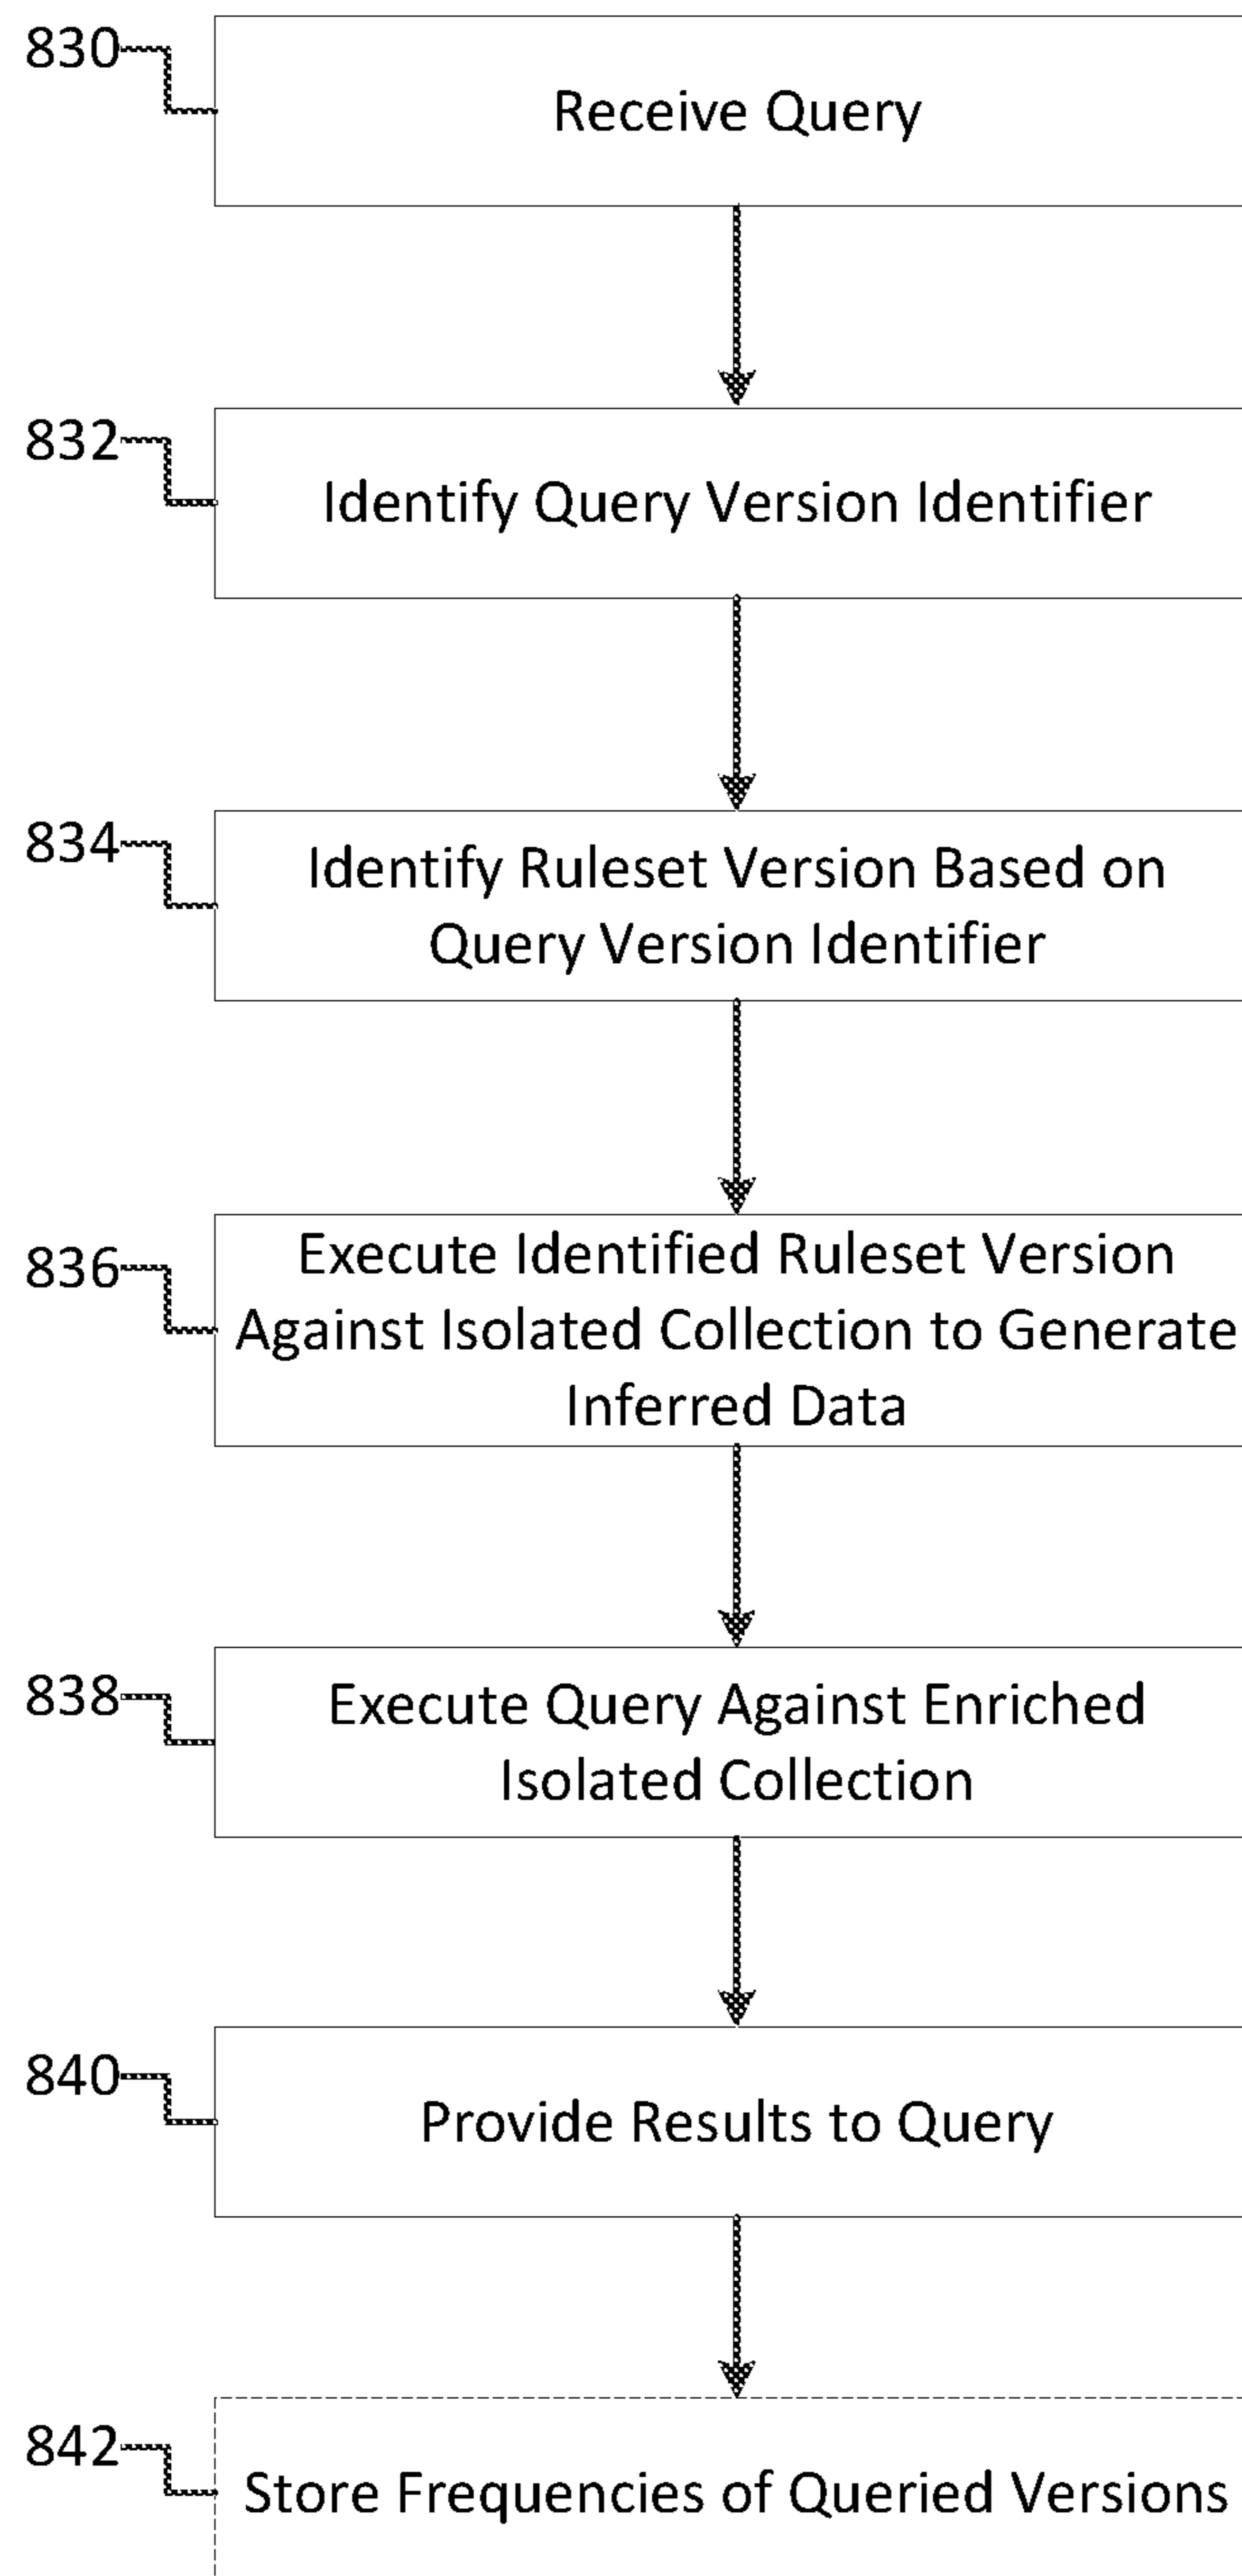 830
Receive Query
832
Identify Query Version Identifier
834
Identify Ruleset Version Based on
Query Version Identifier
836
Execute Identified Ruleset Version
Against Isolated Collection to Generate
Inferred Data
838
Execute Query Against Enriched
Isolated Collection
840
Provide Results to Query
842
Store Frequencies of Queried Versions